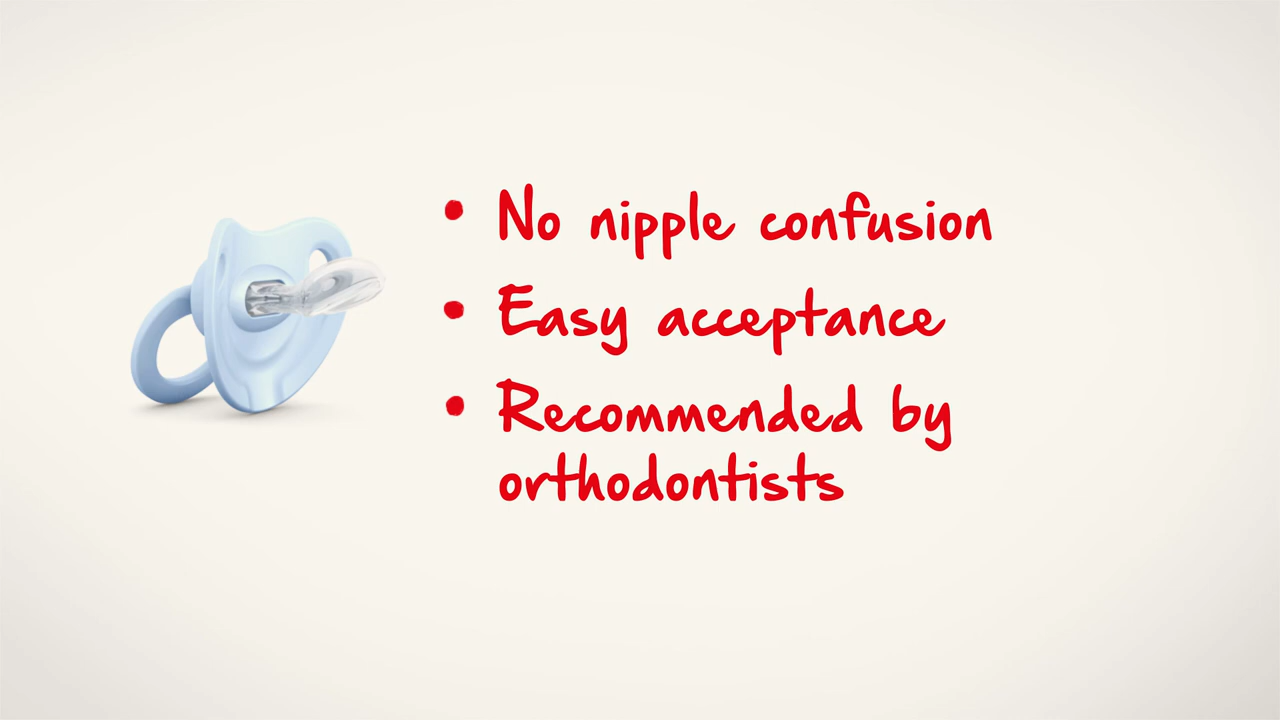 • No nipple confusion
• Easy acceptance
• Recommended by
orthodontists